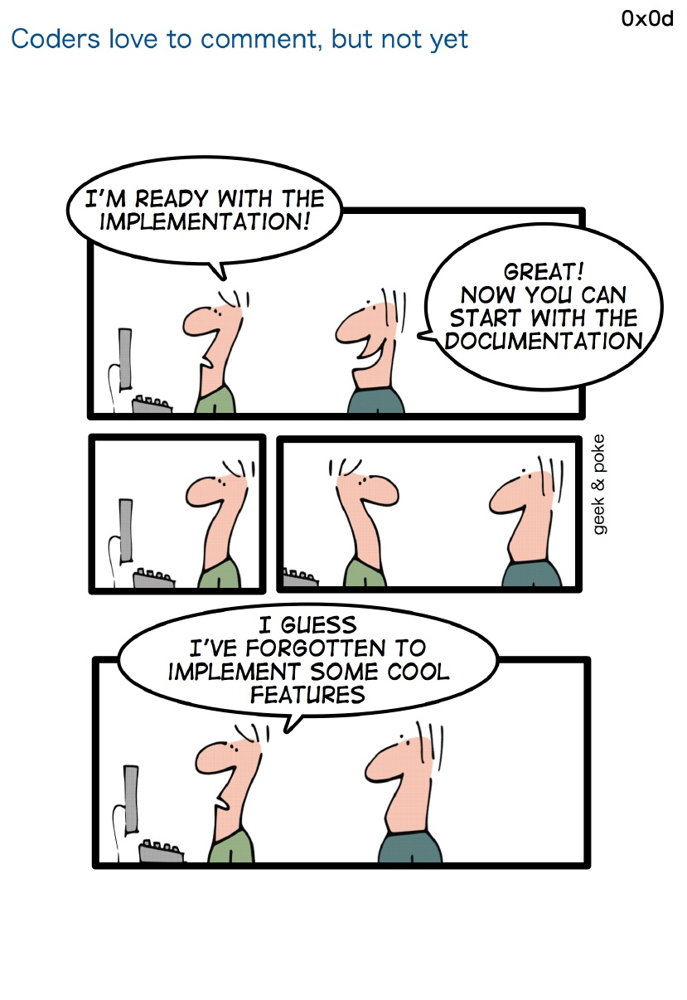 0x0d
Coders love to comment, but not yet
I'M READY WITH THE
IMPLEMENTATION!
GREAT!
NOW YOU CAN
START WITH THE
DOCUMENTATION
geek & poke
I GUESS
I'VE FORGOTTEN TO
IMPLEMENT SOME COOL
FEATURES